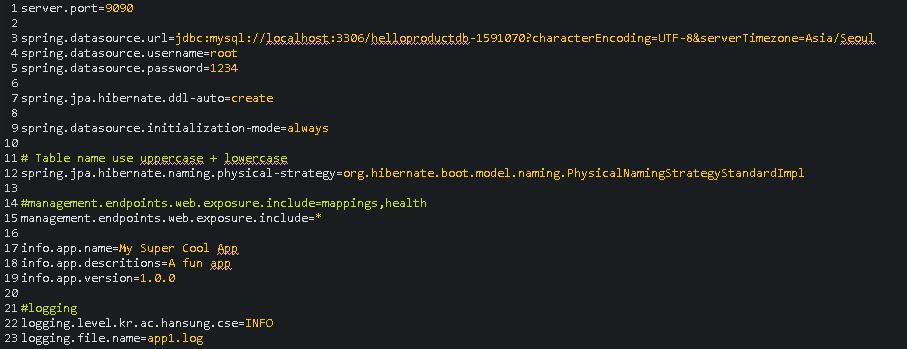 1 server.port=9090
2
3 spring.datasource.url=jdbc:mysql://localhost:3306/helloproductdb-1591070?characterEncoding=UTF-8&serverTimezone=Asia/Seoul
4 spring.datasource.username=root
5 spring.datasource.password=1234
6
7 spring.jpa.hibernate.ddl-auto=create
8
9 spring.datasource.initialization-mode=always
10
11 # Table name use uppercase + lowercase
12 spring.jpa.hibernate.naming.physical-strategy=org.hibernate.boot.model.naming.PhysicalNamingStrategyStandardImpl
13
14 #management.endpoints.web.exposure.include=mappings,health
15 management.endpoints.web.exposure.include=*
16
17 info.app.name=My Super Cool App
18 info.app.descritions=A fun app
19 info.app.version=1.0.0
20
21 #logging
22 logging.level.kr.ac.hansung.cse=INFO
23 logging.file.name=app1.log